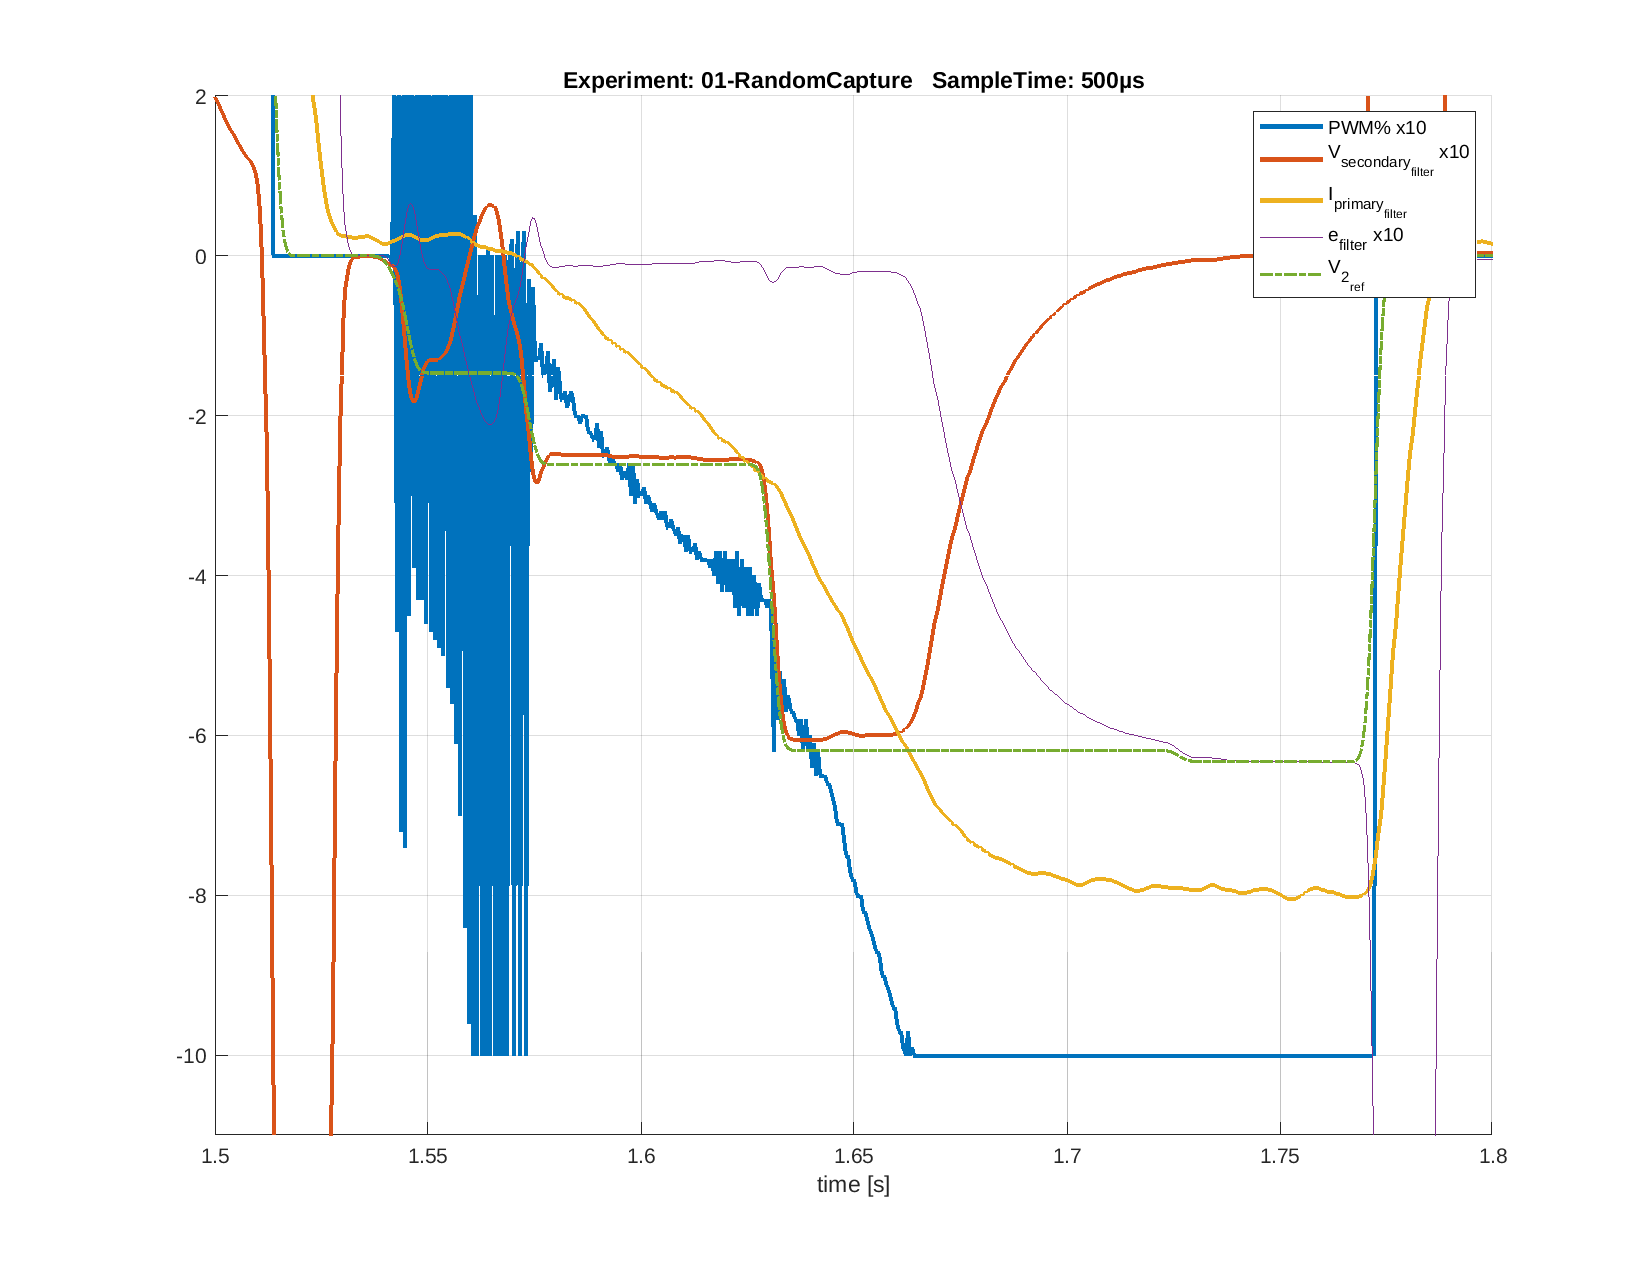 Experiment: 01-RandomCapture   SampleTime: 500µs
2
0
-2
-4
-6
-8
-10
PWM% x10
Vsecondaryfilter x10
Iprimaryfilter
efilter x10
V2ref
1.5 1.55 1.6 1.65 1.7 1.75 1.8
time [s]